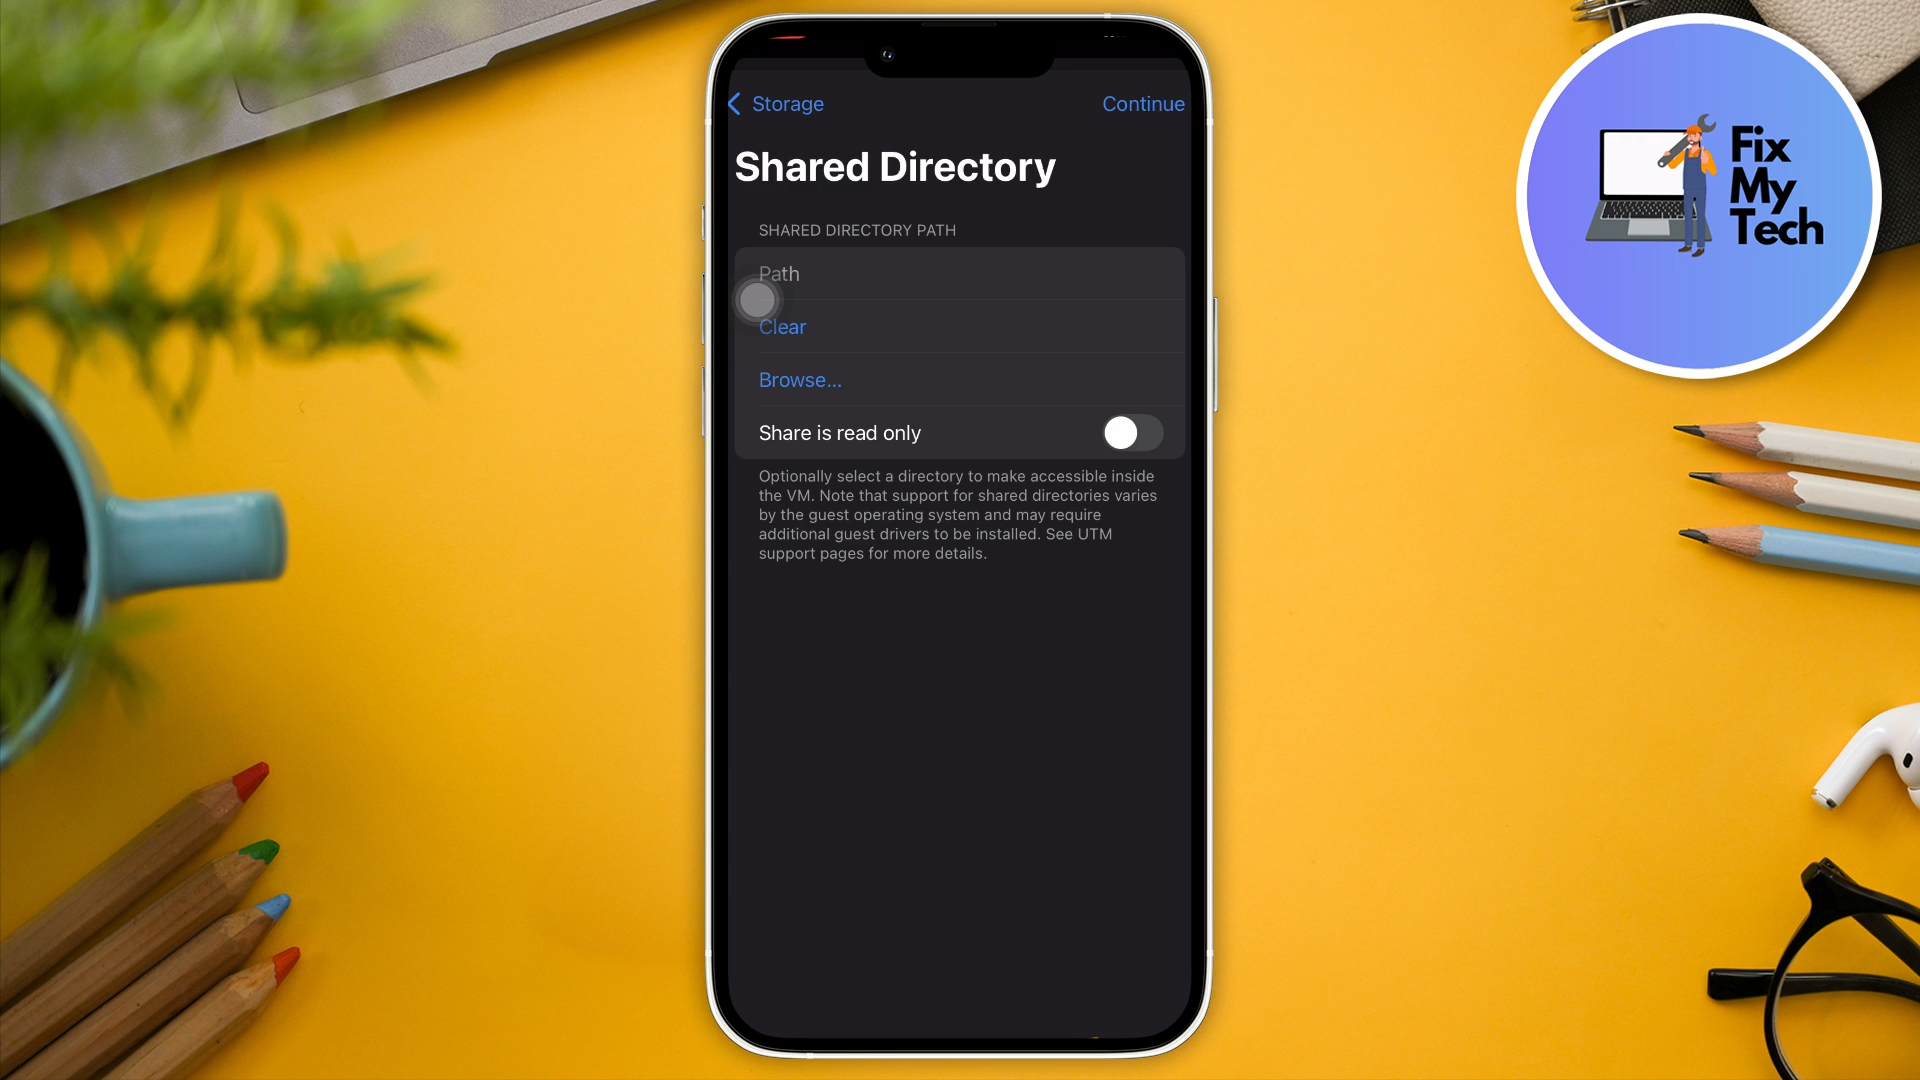 Storage
Continue
Shared Directory
SHARED DIRECTORY PATH
Path
Clear
Browse...
Share is read only
Optionally select a directory to make accessible inside
the VM. Note that support for shared directories varies
by the guest operating system and may require
additional guest drivers to be installed. See UTM
support pages for more details.
Fix
My
Tech